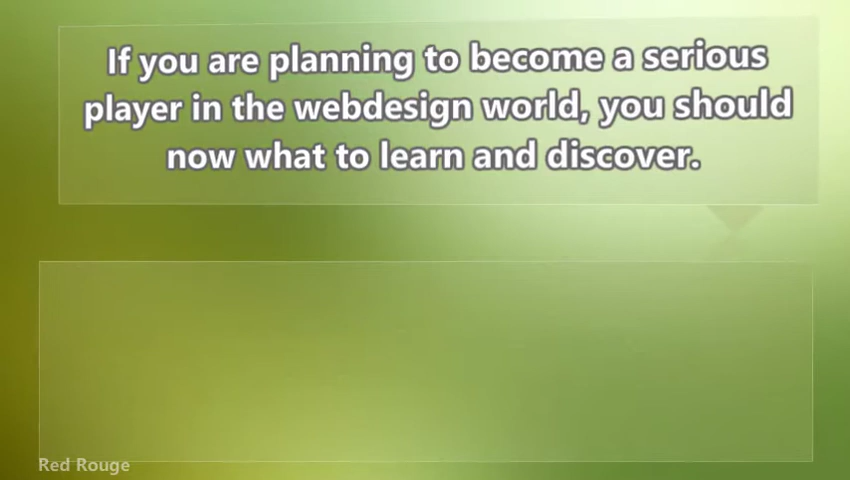 If you are planning to become a serious
player in the webdesign world, you should
now what to learn and discover.
Red Rouge